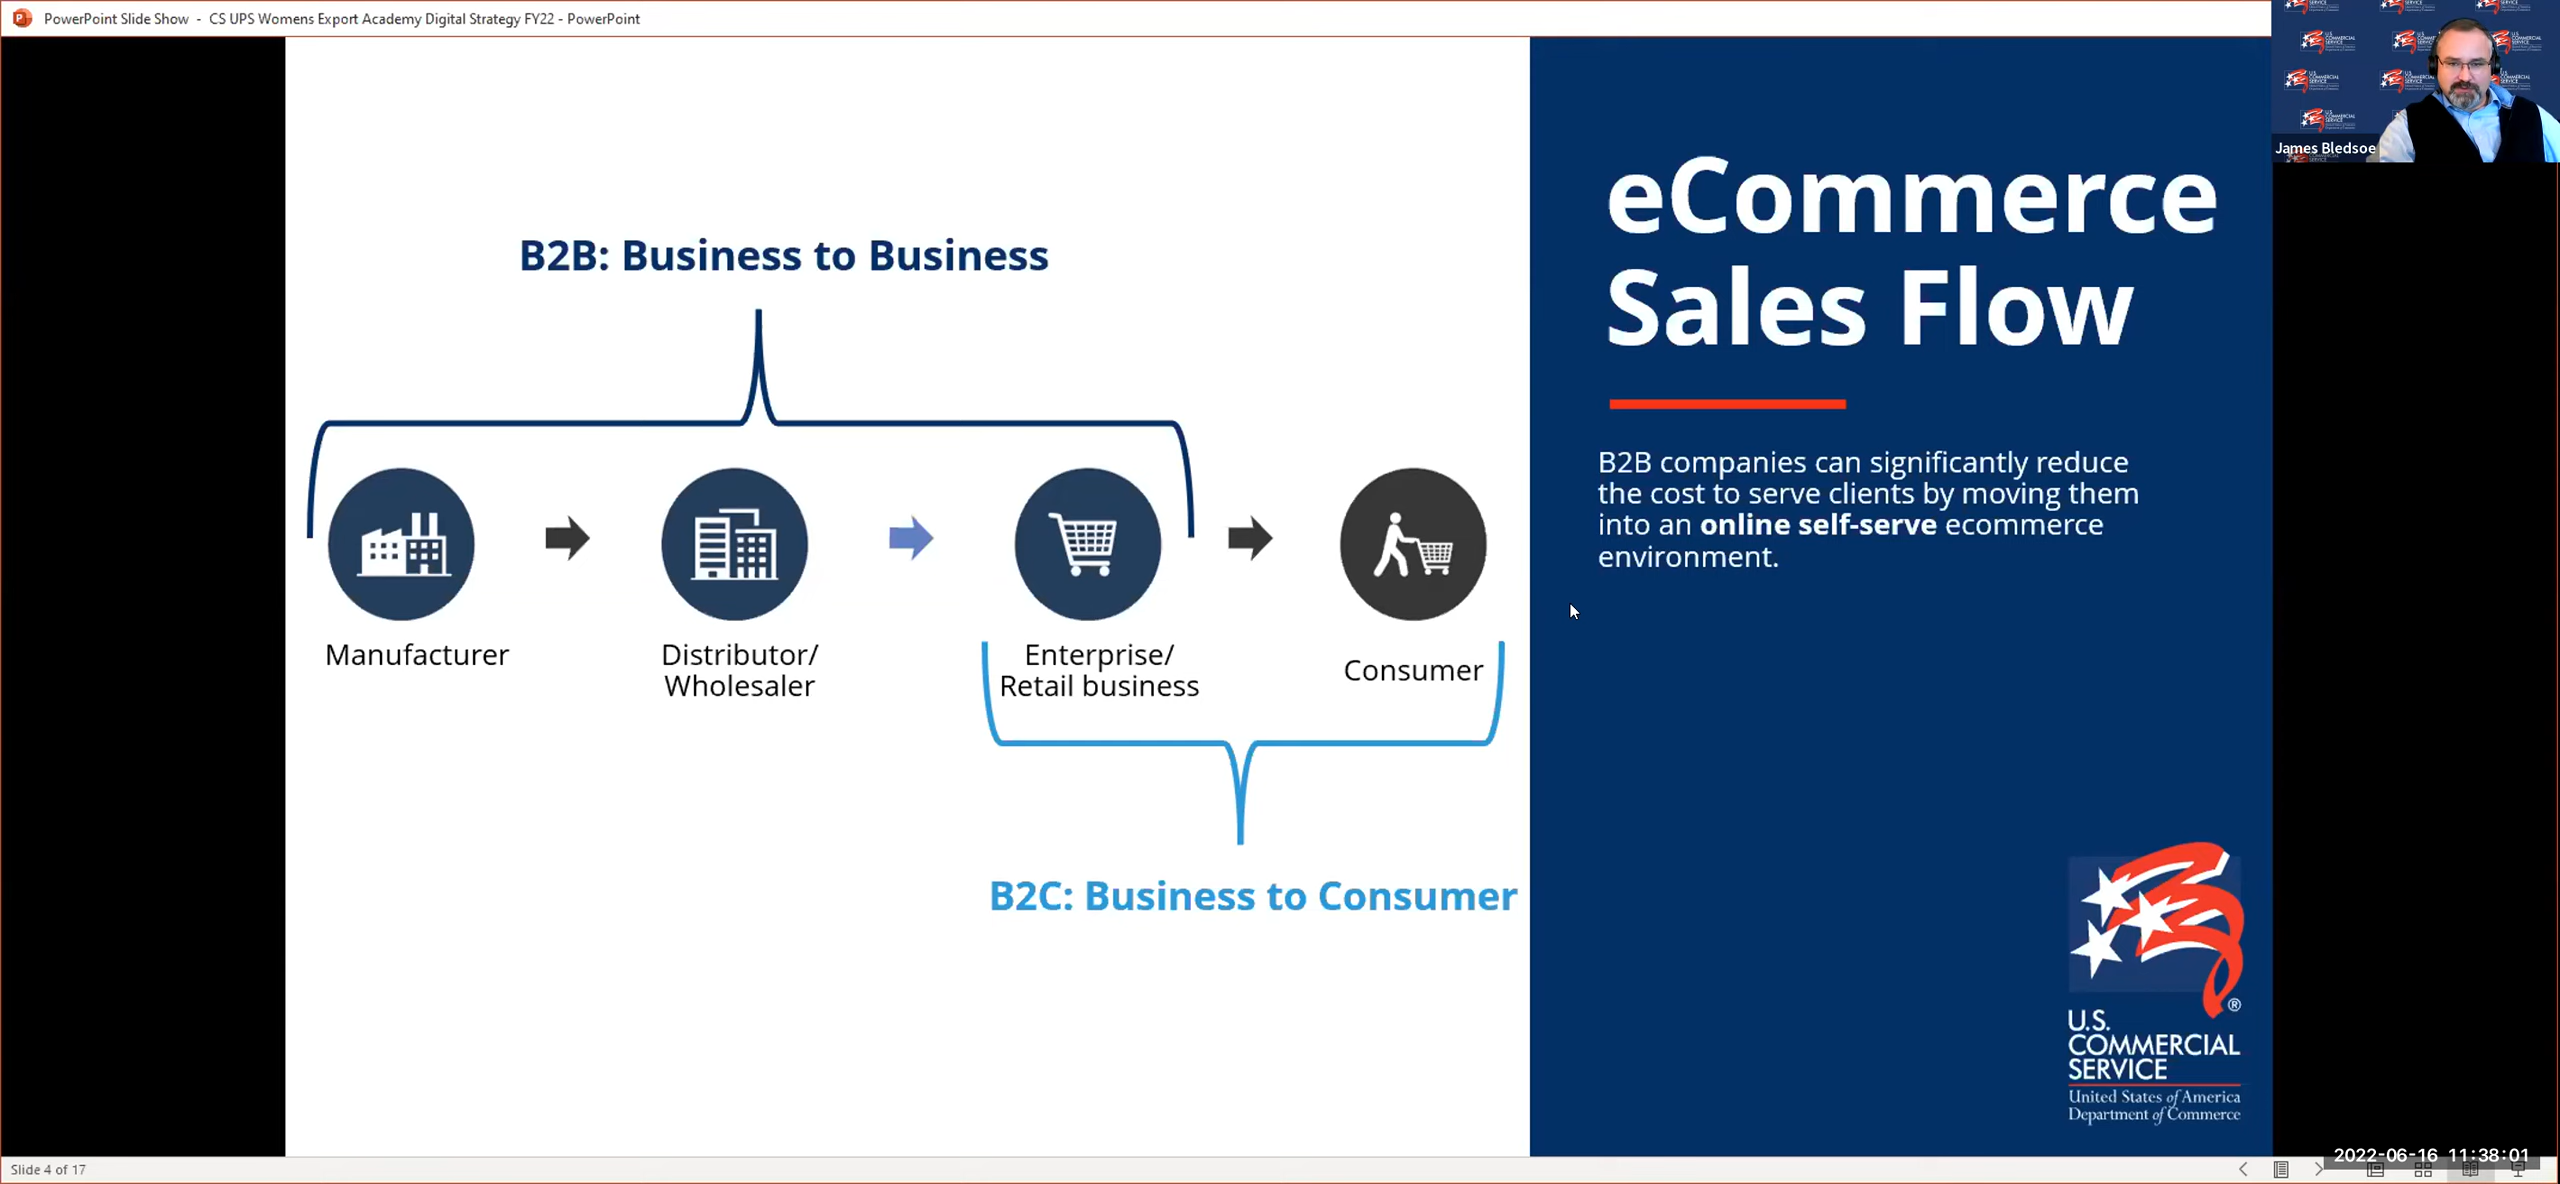 PowerPoint Slide Show - CS UPS Womens Export Academy Digital Strategy FY22 - PowerPoint
James Bledsoe
B2B: Business to Business
Manufacturer
Distributor/
Wholesaler
Enterprise/
Retail business
Consumer
B2C: Business to Consumer
eCommerce
Sales Flow
B2B companies can significantly reduce
the cost to serve clients by moving them
into an online self-serve ecommerce
environment.
®
U.S.
COMMERCIAL
SERVICE
United States of America
Department of Commerce
Slide 4 of 17
2022-06-16 11:38:01